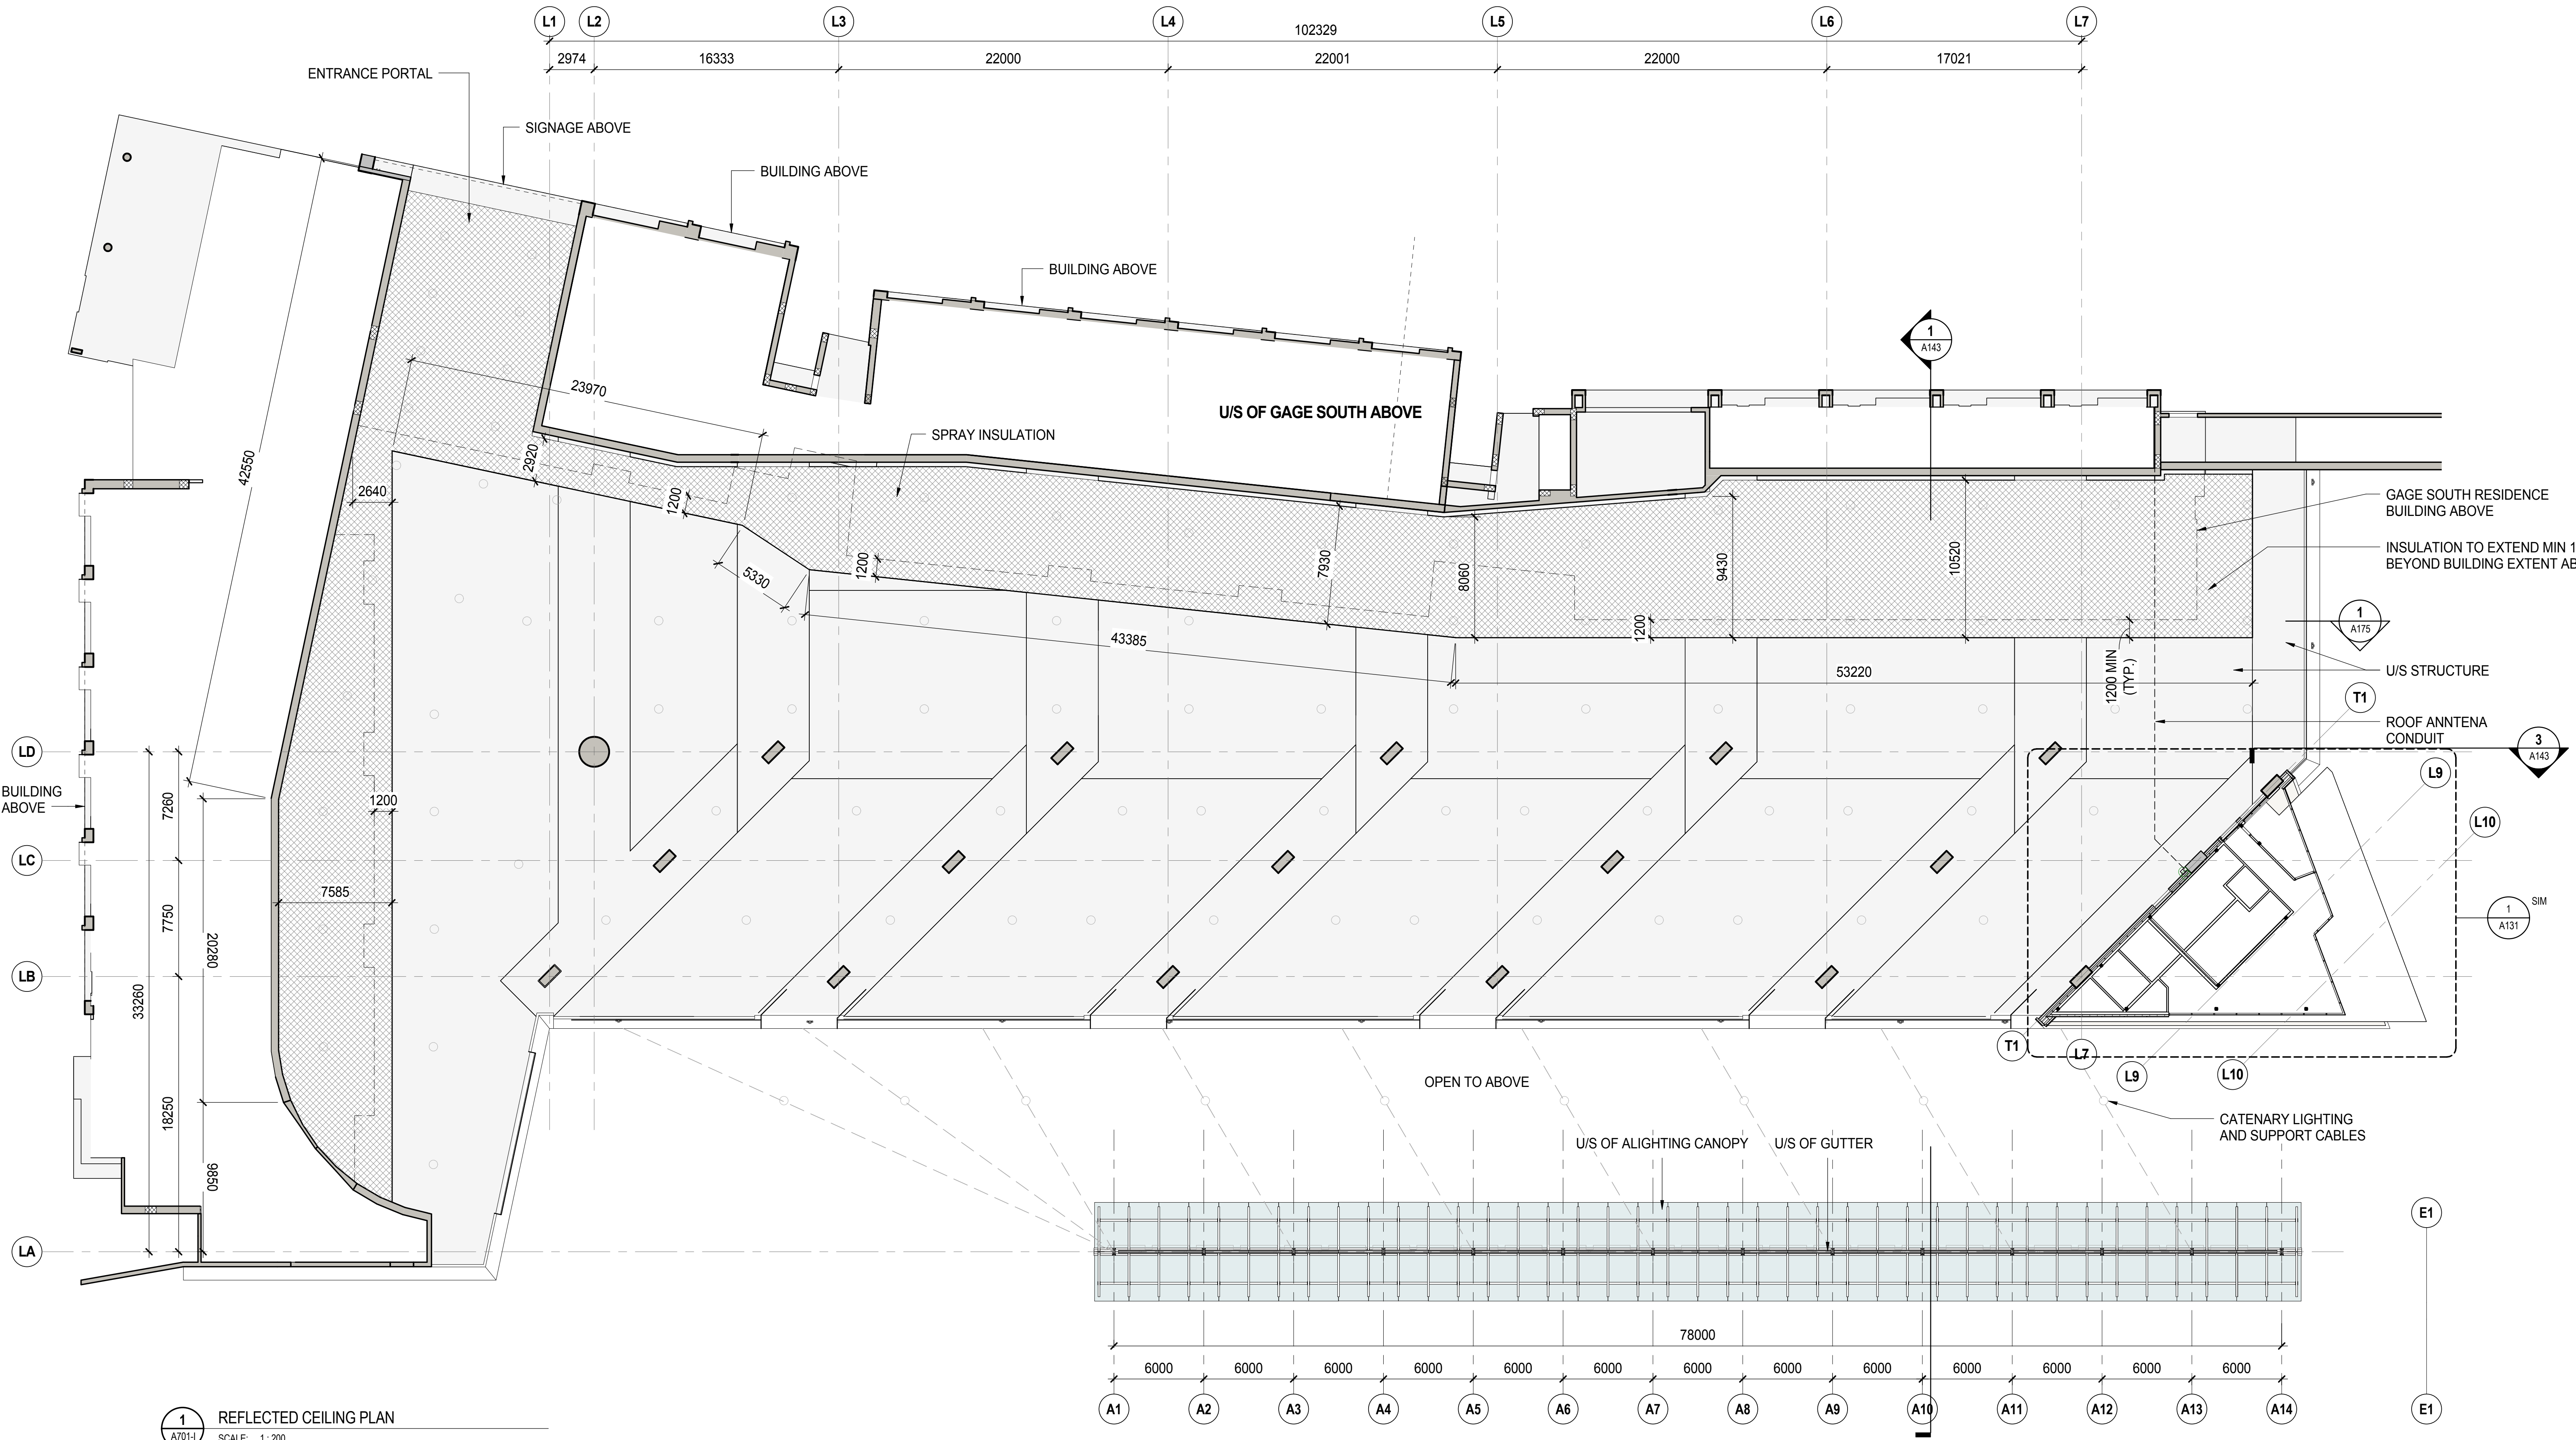 L1 L2 L3 L4 L5 L6 L7
102329
2974 16333 22000 22001 22000 17021
ENTRANCE PORTAL
SIGNAGE ABOVE
BUILDING ABOVE
BUILDING ABOVE
1
A143
23970
U/S OF GAGE SOUTH ABOVE
SPRAY INSULATION
42550
2920
2640
1200
GAGE SOUTH RESIDENCE
BUILDING ABOVE
INSULATION TO EXTEND MIN 1
BEYOND BUILDING EXTENT AB
5330
1200
7930
8060
9430
10520
1200
1
A175
43385
53220
1200 MIN
(TYP.)
U/S STRUCTURE
T1
ROOF ANNTENA
CONDUIT
3
A143
LD
L9
BUILDING
ABOVE
1200
7260
L10
LC
7585
7750
20280
1
A131
SIM
LB
33260
T1
L7
L9
L10
OPEN TO ABOVE
18250
9850
CATENARY LIGHTING
AND SUPPORT CABLES
U/S OF ALIGHTING CANOPY U/S OF GUTTER
E1
LA
78000
6000 6000 6000 6000 6000 6000 6000 6000 6000 6000 6000 6000 6000
A1 A2 A3 A4 A5 A6 A7 A8 A9 A10 A11 A12 A13 A14 E1
1
A701-I
REFLECTED CEILING PLAN
SCALE: 1 : 200